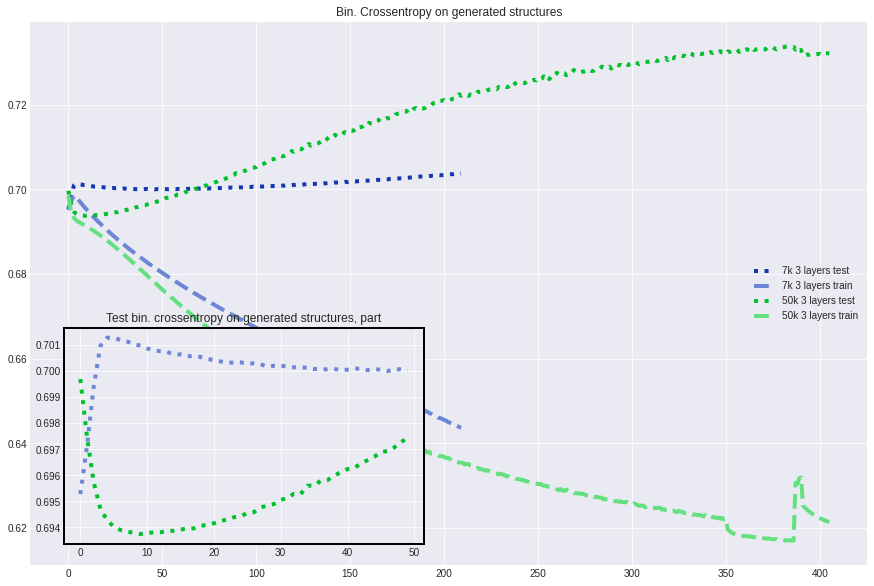 Bin. Crossentropy on generated structures
0.72
0.70
0.68
0.66
0.64
0.62
7k 3 layers test
7k 3 layers train
50k 3 layers test
50k 3 layers train
Test bin. crossentropy on generated structures, part
0.701
0.700
0.699
0.698
0.697
0.696
0.695
0.694
0 10 20 30 40 50
0 50 100 150 200 250 300 350 400